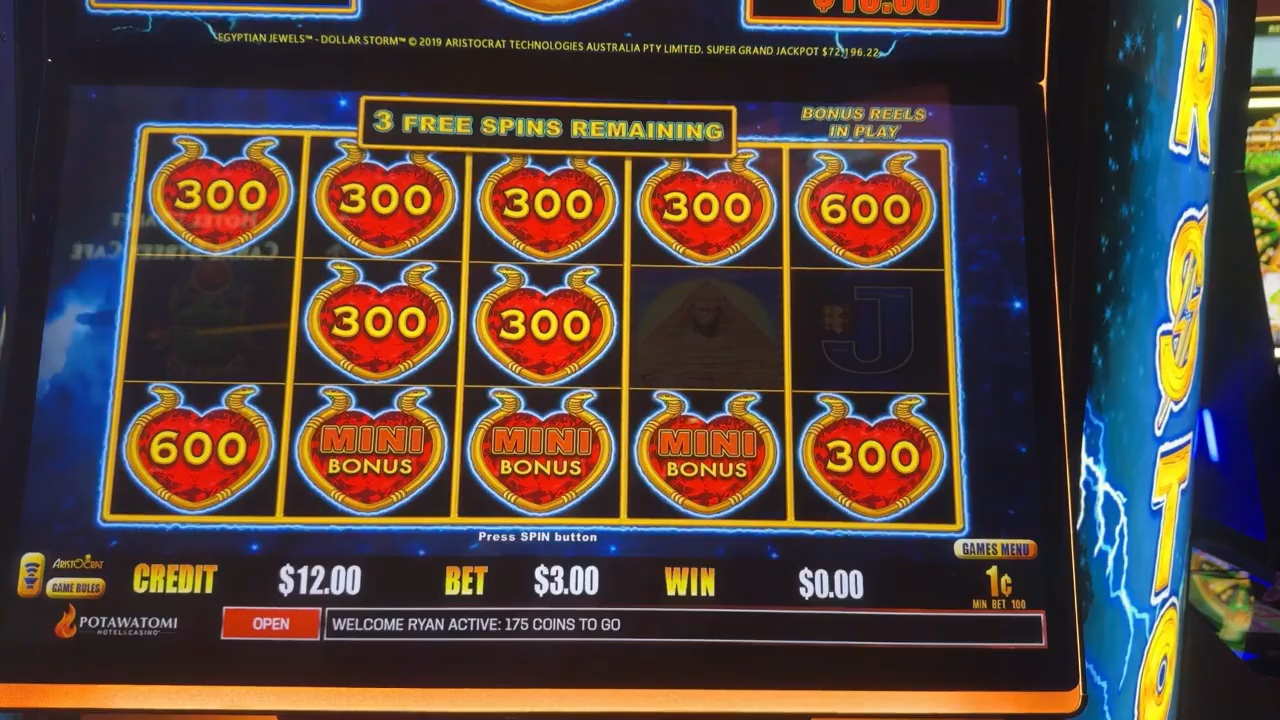 $10.00
EGYPTIAN JEWELS™ - DOLLAR STORM™ © 2019 ARISTOCRAT TECHNOLOGIES AUSTRALIA PTY LIMITED. SUPER GRAND JACKPOT $72,196.22
3 FREE SPINS REMAINING
BONUS REELS
IN PLAY
300 300 300 300 600
300 300 J
600 MINI BONUS MINI BONUS MINI BONUS 300
Press SPIN button
GAMES MENU
ARISTOCRAT
GAME RULES
CREDIT $12.00 BET $3.00 WIN $0.00
1¢
MIN BET 100
POTAWATOMI
HOTEL & CASINO
OPEN WELCOME RYAN ACTIVE: 175 COINS TO GO
R STO